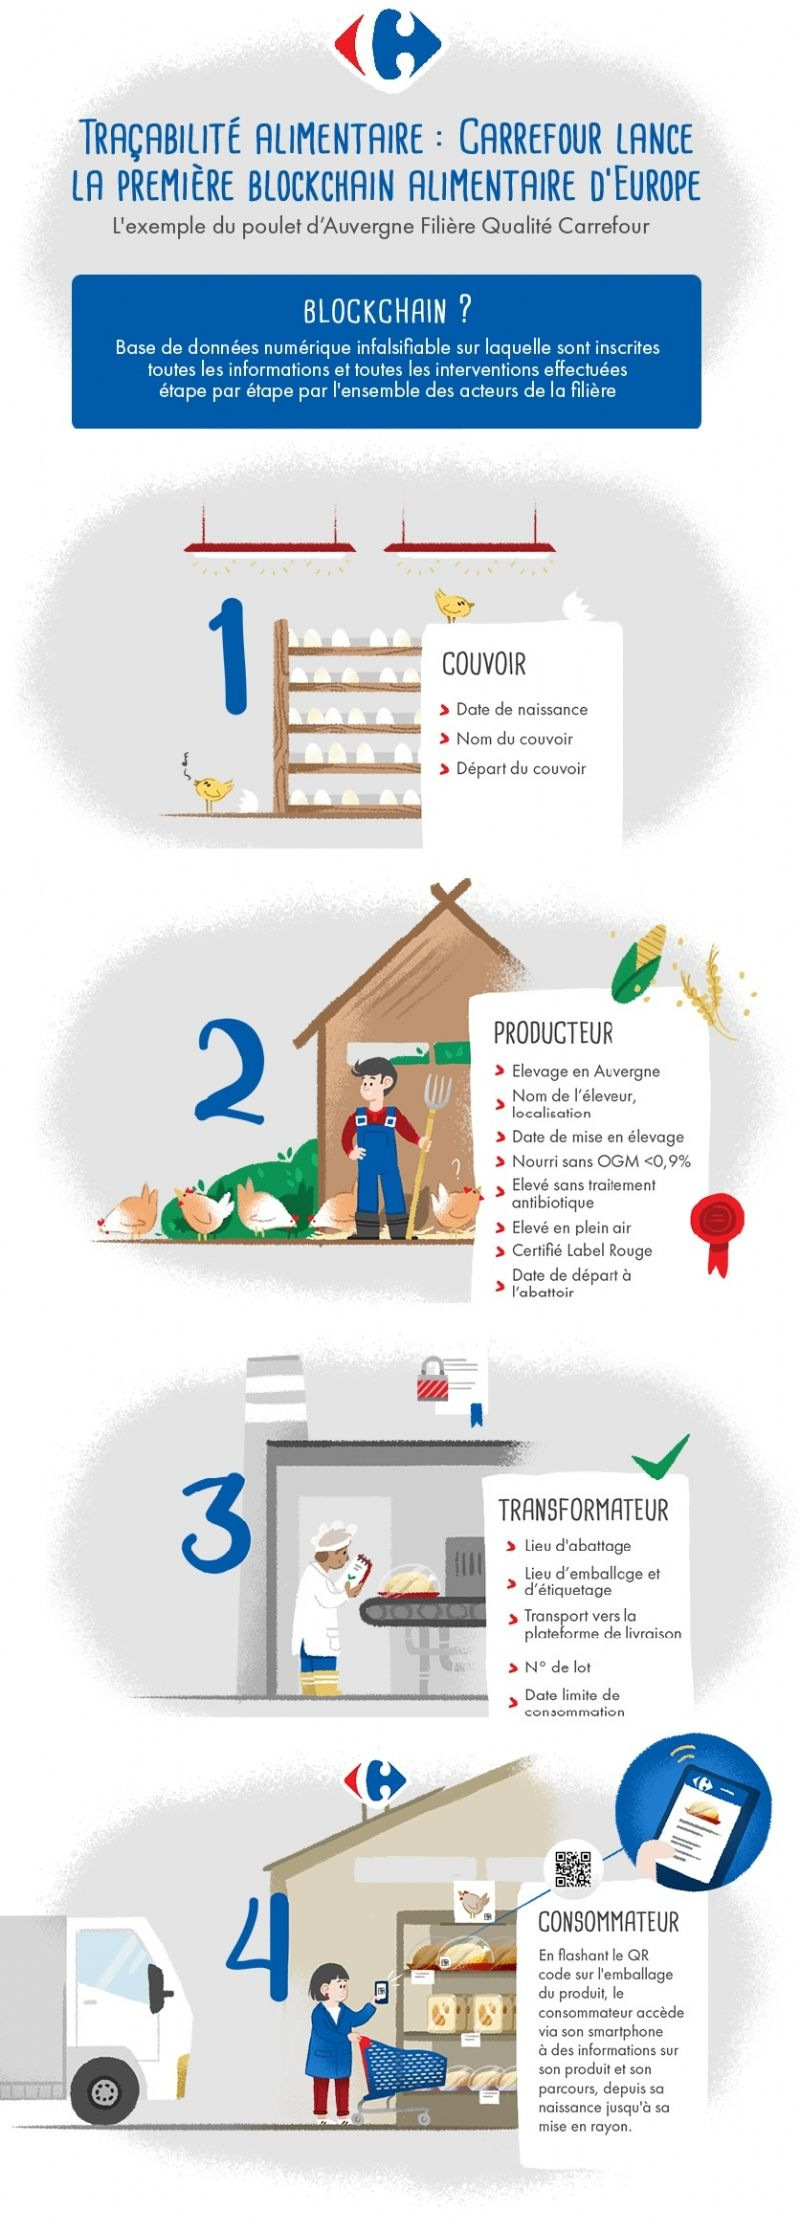 TRAÇABILITÉ ALIMENTAIRE : CARREFOUR LANCE
LA PREMIÈRE BLOCKCHAIN ALIMENTAIRE D'EUROPE
L'exemple du poulet d'Auvergne Filière Qualité Carrefour
BLOCKCHAIN ?
Base de données numérique infalsifiable sur laquelle sont inscrites
toutes les informations et toutes les interventions effectuées
étape par étape par l'ensemble des acteurs de la filière
1
COUVOIR
Date de naissance
Nom du couvoir
Départ du couvoir
2
PRODUCTEUR
Elevage en Auvergne
Nom de l'éleveur,
localisation
Date de mise en élevage
Nourri sans OGM <0,9%
Elevé sans traitement
antibiotique
Elevé en plein air
Certifié Label Rouge
Date de départ à
l'abattoir
?
3
TRANSFORMATEUR
Lieu d'abattage
Lieu d'emballage et
d'étiquetage
Transport vers la
plateforme de livraison
N° de lot
Date limite de
consommation
4
CONSOMMATEUR
En flashant le QR
code sur l'emballage
du produit, le
consommateur accède
via son smartphone
à des informations sur
son produit et son
parcours, depuis sa
naissance jusqu'à sa
mise en rayon.